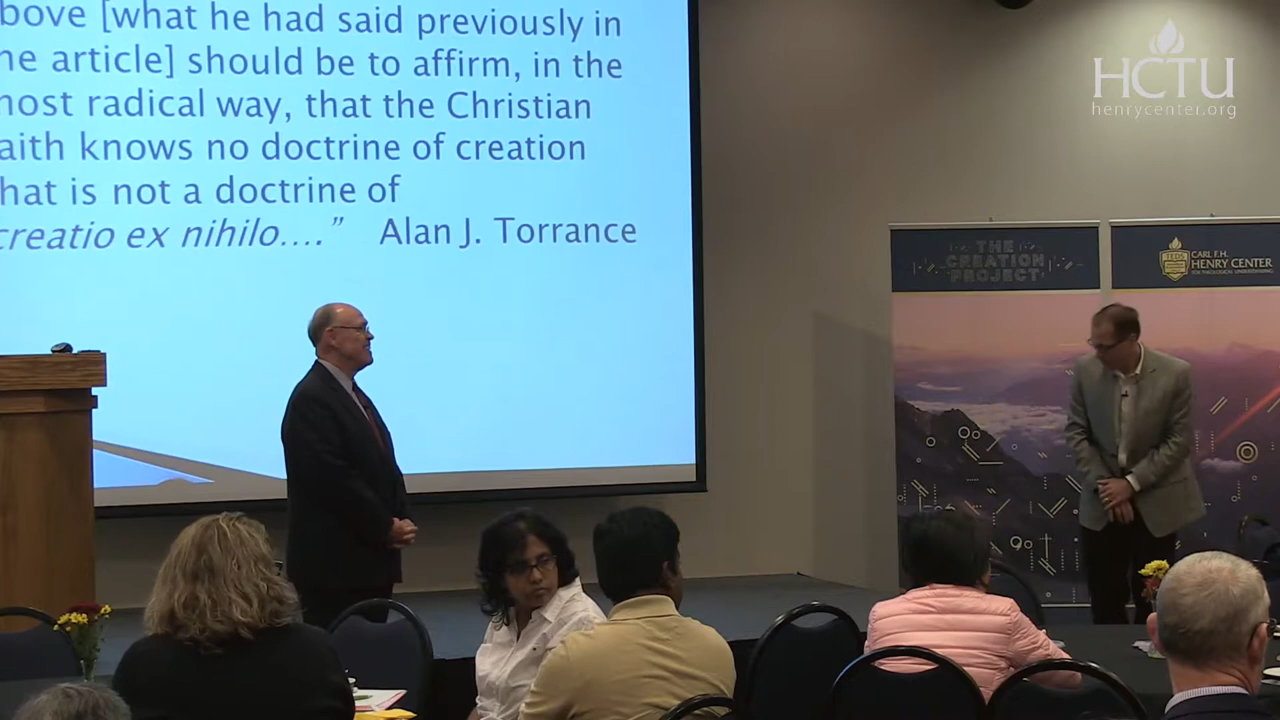 bove [what he had said previously in
he article] should be to affirm, in the
nost radical way, that the Christian
aith knows no doctrine of creation
hat is not a doctrine of
creatio ex nihilo...." Alan J. Torrance
HCTU
henrycenter.org
THE
CREATION
PROJECT
CARL F.H.
HENRY CENTER
FOR THEOLOGICAL UNDERSTANDING
TEDS